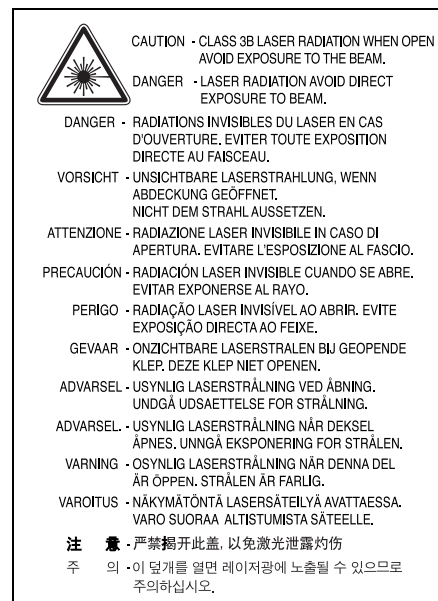 CAUTION - CLASS 3B LASER RADIATION WHEN OPEN
AVOID EXPOSURE TO THE BEAM.
DANGER - LASER RADIATION AVOID DIRECT
EXPOSURE TO BEAM.
DANGER - RADIATIONS INVISIBLES DU LASER EN CAS
D'OUVERTURE. EVITER TOUTE EXPOSITION
DIRECTE AU FAISCEAU.
VORSICHT - UNSICHTBARE LASERSTRAHLUNG, WENN
ABDECKUNG GEÖFFNET.
NICHT DEM STRAHL AUSSETZEN.
ATTENZIONE - RADIAZIONE LASER INVISIBILE IN CASO DI
APERTURA. EVITARE L'ESPOSIZIONE AL FASCIO.
PRECAUCIÓN - RADIACIÓN LASER INVISIBLE CUANDO SE ABRE.
EVITAR EXPONERSE AL RAYO.
PERIGO - RADIAÇÃO LASER INVISÍVEL AO ABRIR. EVITE
EXPOSIÇÃO DIRECTA AO FEIXE.
GEVAAR - ONZICHTBARE LASERSTRALEN BIJ GEOPENDE
KLEP. DEZE KLEP NIET OPENEN.
ADVARSEL - USYNLIG LASERSTRÅLNING VED ÅBNING.
UNDGÅ UDSAETTELSE FOR STRÅLNING.
ADVARSEL. - USYNLIG LASERSTRÅLNING NÅR DEKSEL
ÅPNES. UNNGÅ EKSPONERING FOR STRÅLEN.
VARNING - OSYNLIG LASERSTRÅLNING NÄR DENNA DEL
ÄR ÖPPEN. STRÅLEN ÄR FARLIG.
VAROITUS - NÄKYMÄTÖNTÄ LASERSÄTEILYÄ AVATTAESSA.
VARO SUORAA ALTISTUMISTA SÄTEELLE.
注 意 - 严禁揭开此盖, 以免激光泄露灼伤
주 의 - 이 덮개를 열면 레이저광에 노출될 수 있으므로
주의하십시오.